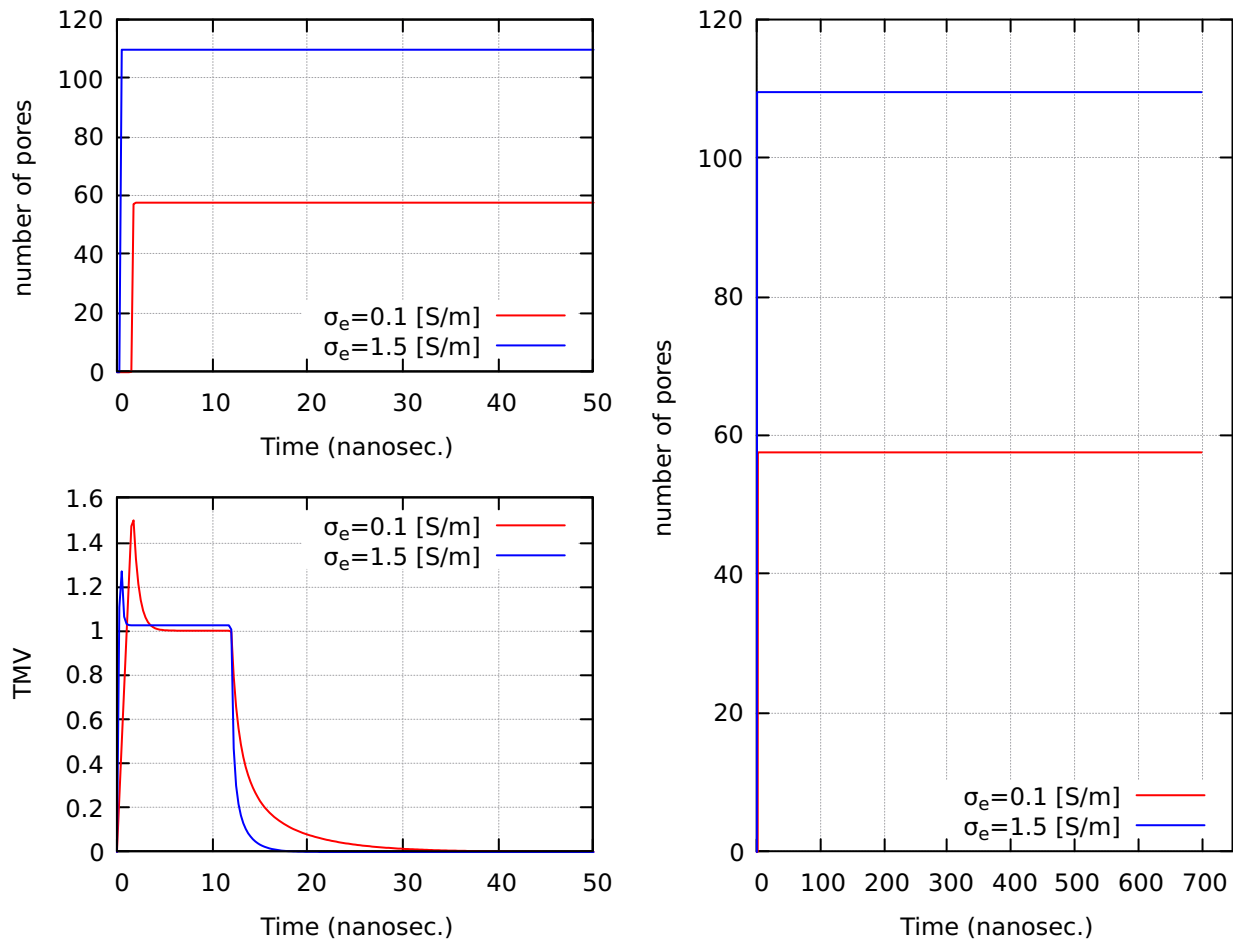 120
100
80
60
40
20
0
number of pores
σe=0.1 [S/m]
σe=1.5 [S/m]
0 10 20 30 40 50
Time (nanosec.)
1.6
1.4
1.2
1
0.8
0.6
0.4
0.2
0
TMV
σe=0.1 [S/m]
σe=1.5 [S/m]
0 10 20 30 40 50
Time (nanosec.)
120
100
80
60
40
20
0
number of pores
σe=0.1 [S/m]
σe=1.5 [S/m]
0 100 200 300 400 500 600 700
Time (nanosec.)